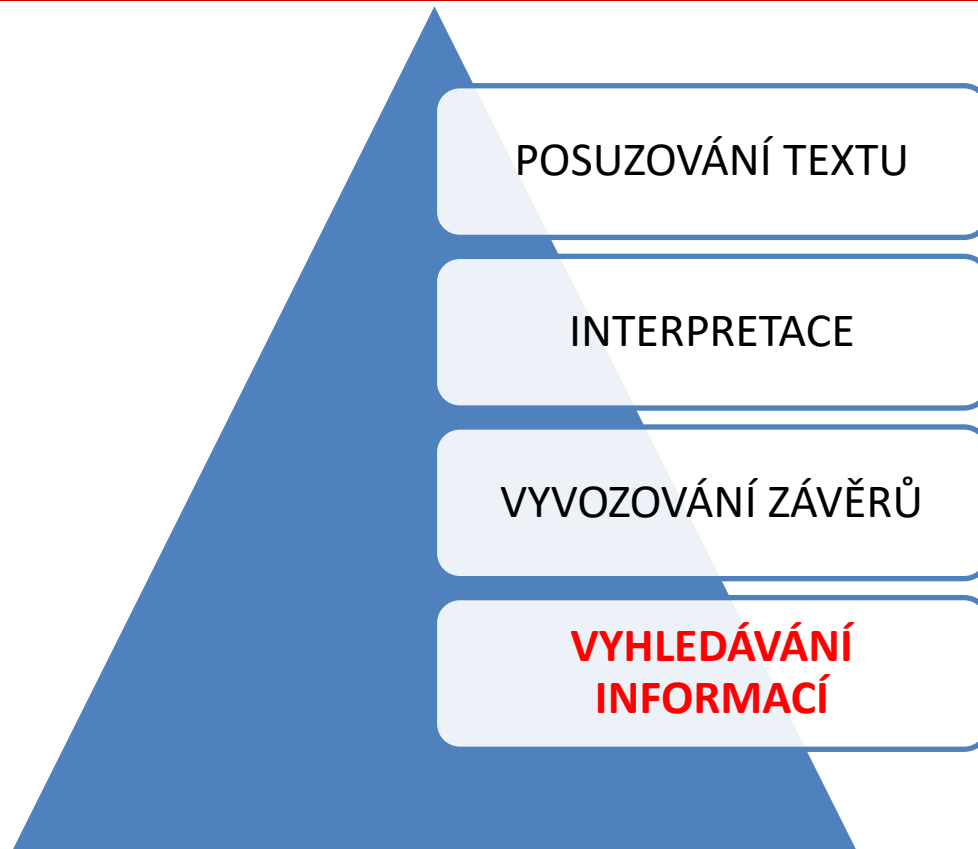 POSUZOVÁNÍ TEXTU
INTERPRETACE
VYVOZOVÁNÍ ZÁVĚRŮ
VYHLEDÁVÁNÍ
INFORMACÍ